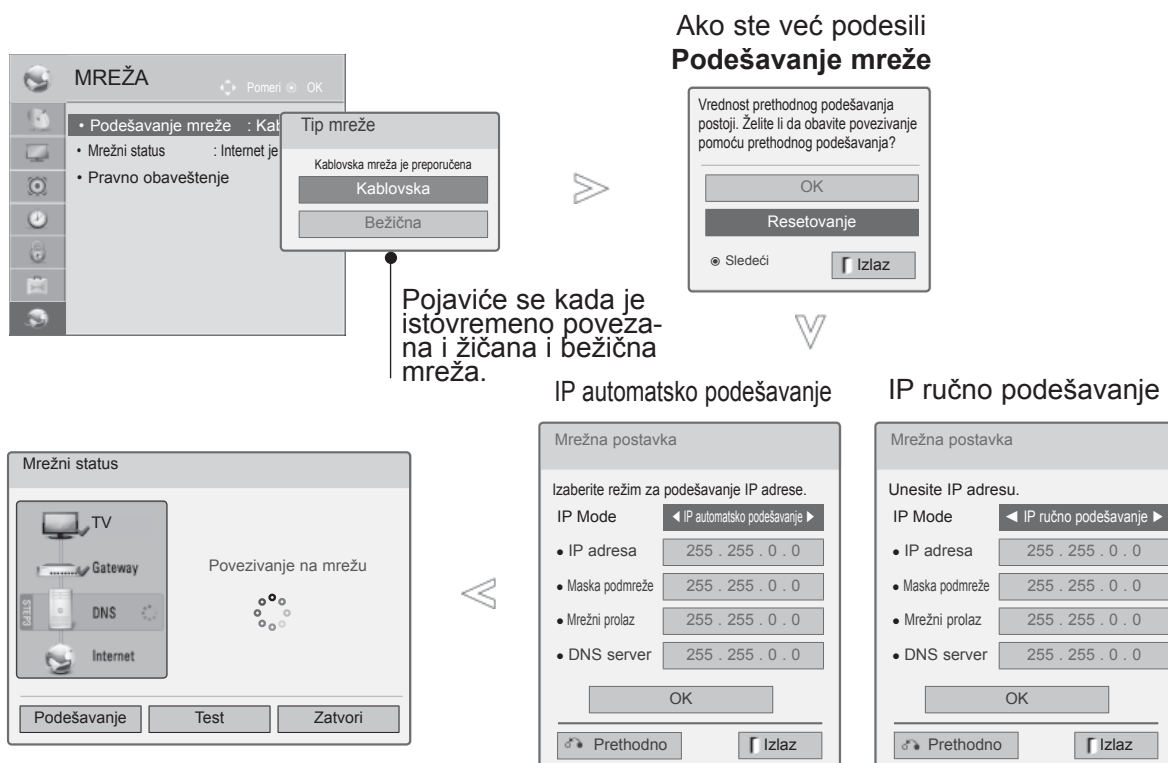 Ako ste već podesili
Podešavanje mreže
MREŽA
Pomeri OK
• Podešavanje mreže : Kab
• Mrežni status : Internet je
• Pravno obaveštenje
Tip mreže
Kablovska mreža je preporučena
Kablovska
Bežična
Pojaviće se kada je
istovremeno poveza-
na i žičana i bežična
mreža.
Vrednost prethodnog podešavanja
postoji. Želite li da obavite povezivanje
pomoću prethodnog podešavanja?
OK
Resetovanje
Sledeći
Izlaz
IP automatsko podešavanje
Mrežna postavka
Izaberite režim za podešavanje IP adrese.
IP Mode ◀ IP automatsko podešavanje ▶
• IP adresa 255 . 255 . 0 . 0
• Maska podmreže 255 . 255 . 0 . 0
• Mrežni prolaz 255 . 255 . 0 . 0
• DNS server 255 . 255 . 0 . 0
OK
Prethodno Izlaz
IP ručno podešavanje
Mrežna postavka
Unesite IP adresu.
IP Mode ◀ IP ručno podešavanje ▶
• IP adresa 255 . 255 . 0 . 0
• Maska podmreže 255 . 255 . 0 . 0
• Mrežni prolaz 255 . 255 . 0 . 0
• DNS server 255 . 255 . 0 . 0
OK
Prethodno Izlaz
Mrežni status
TV
Gateway
STEP3
DNS
Internet
Povezivanje na mrežu
Podešavanje Test Zatvori